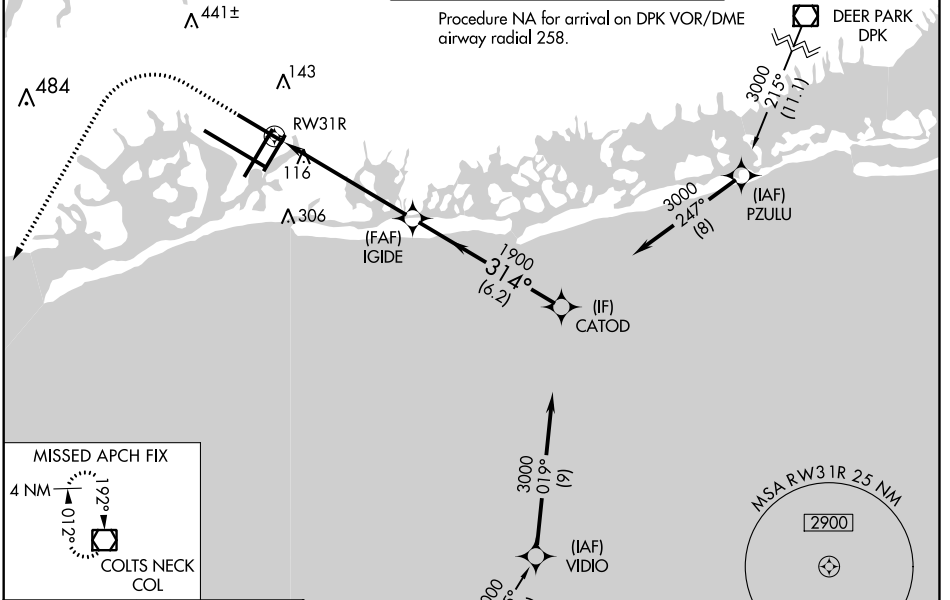 441±
Procedure NA for arrival on DPK VOR/DME
airway radial 258.
DEER PARK
DPK
484
143
3000
215°
(11.1)
RW31R
116
306
(IAF)
PZULU
3000
247°
(8)
(FAF)
IGIDE
1900
314°
(6.2)
(IF)
CATOD
MISSED APCH FIX
4 NM
192°
012°
COLTS NECK
COL
3000
019°
(9)
(IAF)
VIDIO
MSA RW31R 25 NM
2900